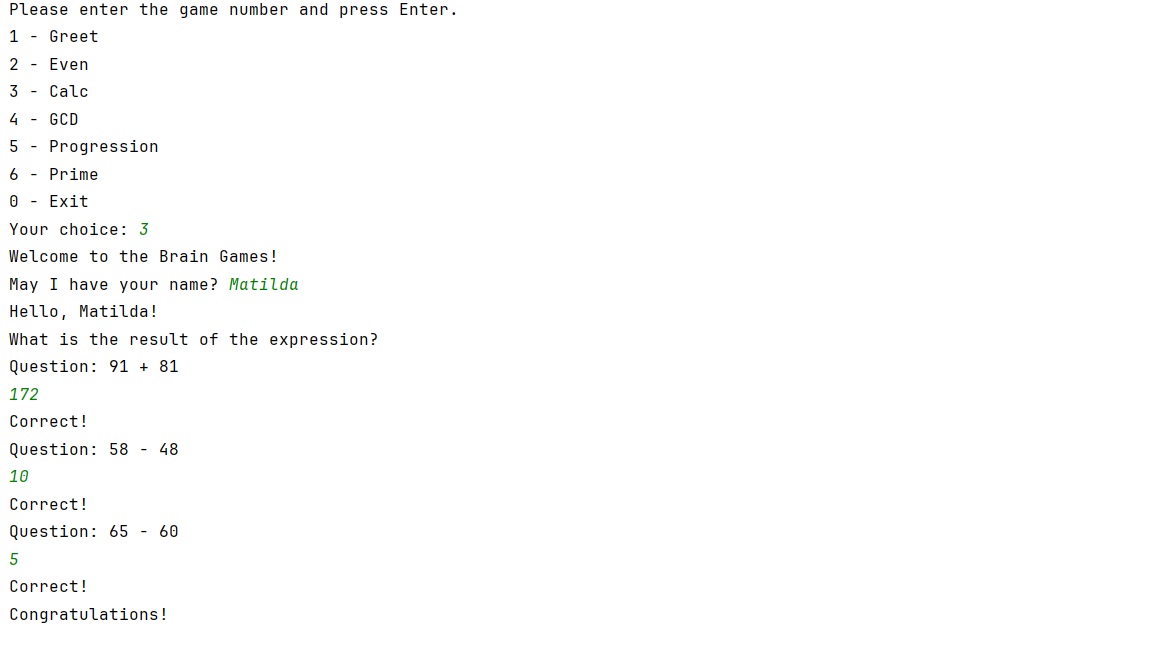 Please enter the game number and press Enter.
1 - Greet
2 - Even
3 - Calc
4 - GCD
5 - Progression
6 - Prime
0 - Exit
Your choice: 3
Welcome to the Brain Games!
May I have your name? Matilda
Hello, Matilda!
What is the result of the expression?
Question: 91 + 81
172
Correct!
Question: 58 - 48
10
Correct!
Question: 65 - 60
5
Correct!
Congratulations!